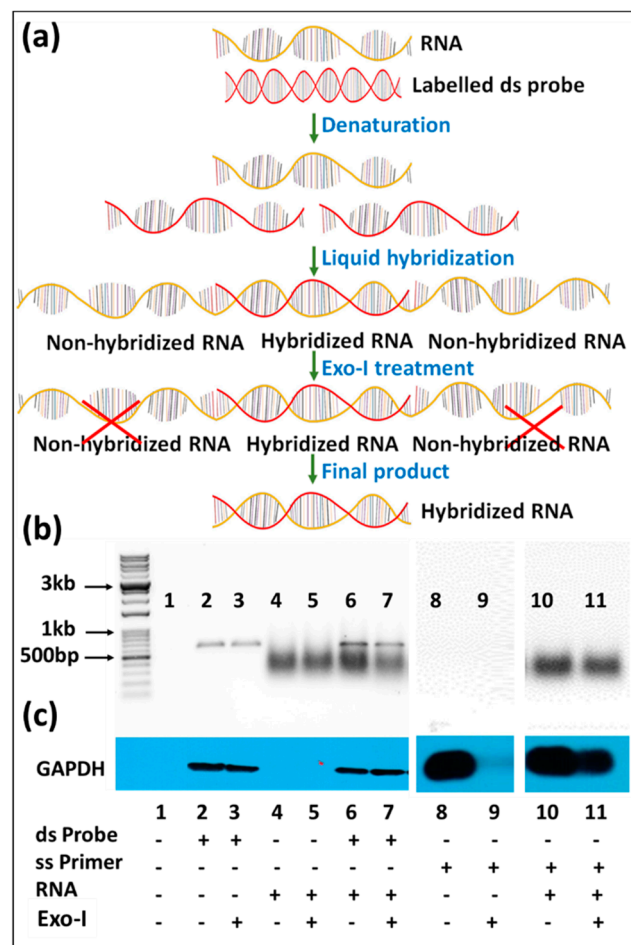 (a)
RNA
Labelled ds probe
Denaturation
Liquid hybridization
Non-hybridized RNA Hybridized RNA Non-hybridized RNA
Exo-I treatment
Non-hybridized RNA Hybridized RNA Non-hybridized RNA
Final product
Hybridized RNA
(b)
3kb
1 2 3 4 5 6 7 8 9 10 11
1kb
500bp
(c)
GAPDH
1 2 3 4 5 6 7 8 9 10 11
ds Probe - + + - - + + - - - -
ss Primer - - - - - - - + + + +
RNA - - - + + + + - - + +
Exo-I - - + - + - + - + - +